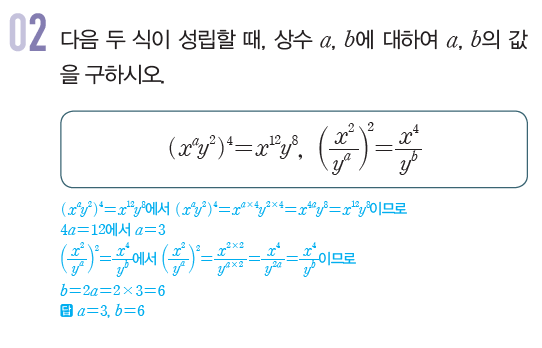 02 다음 두 식이 성립할 때, 상수 a, b에 대하여 a, b의 값
을 구하시오.
(x^a y^2)^4=x^12 y^8, (x^2/y^a)^2=x^4/y^b
(x^a y^2)^4=x^12 y^8에서 (x^a y^2)^4=x^(a×4) y^(2×4)=x^(4a) y^8=x^12 y^8이므로
4a=12에서 a=3
(x^2/y^a)^2=x^4/y^b에서 (x^2/y^a)^2=x^(2×2)/y^(a×2)=x^4/y^(2a)=x^4/y^b이므로
b=2a=2×3=6
답 a=3, b=6